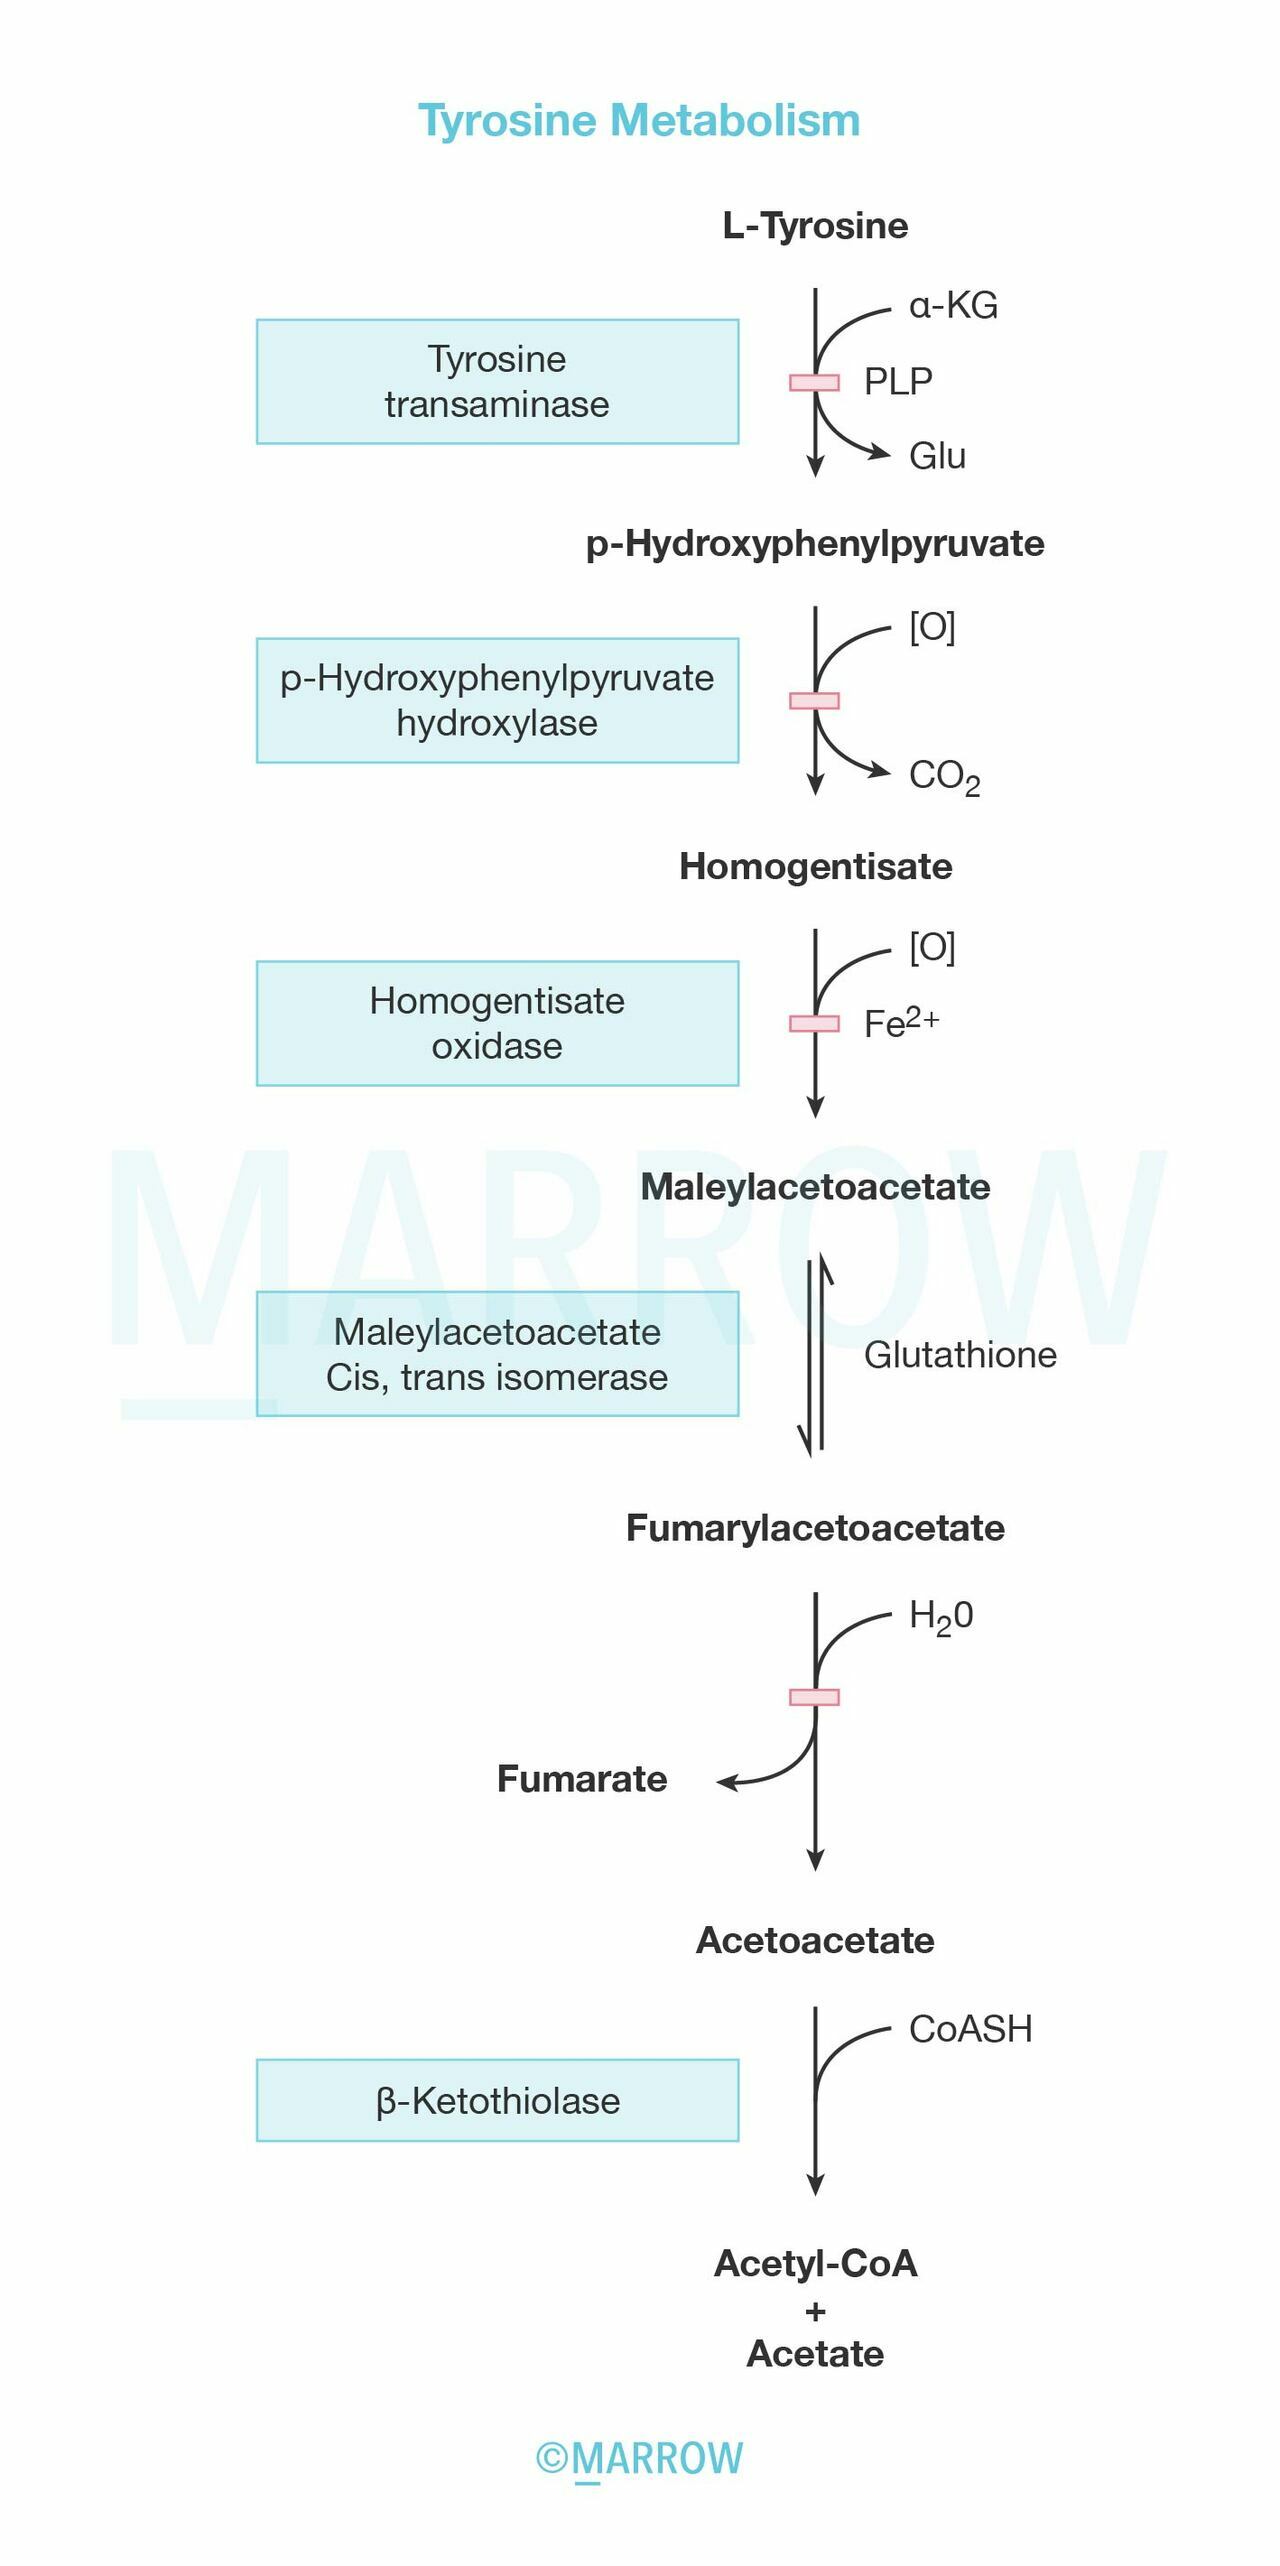 Tyrosine Metabolism
L-Tyrosine
α-KG
Tyrosine
transaminase
PLP
Glu
p-Hydroxyphenylpyruvate
[O]
p-Hydroxyphenylpyruvate
hydroxylase
CO₂
Homogentisate
[O]
Homogentisate
oxidase
Fe²⁺
Maleylacetoacetate
MARROW
Maleylacetoacetate
Cis, trans isomerase
Glutathione
Fumarylacetoacetate
H₂0
Fumarate
Acetoacetate
CoASH
β-Ketothiolase
Acetyl-CoA
+
Acetate
©MARROW